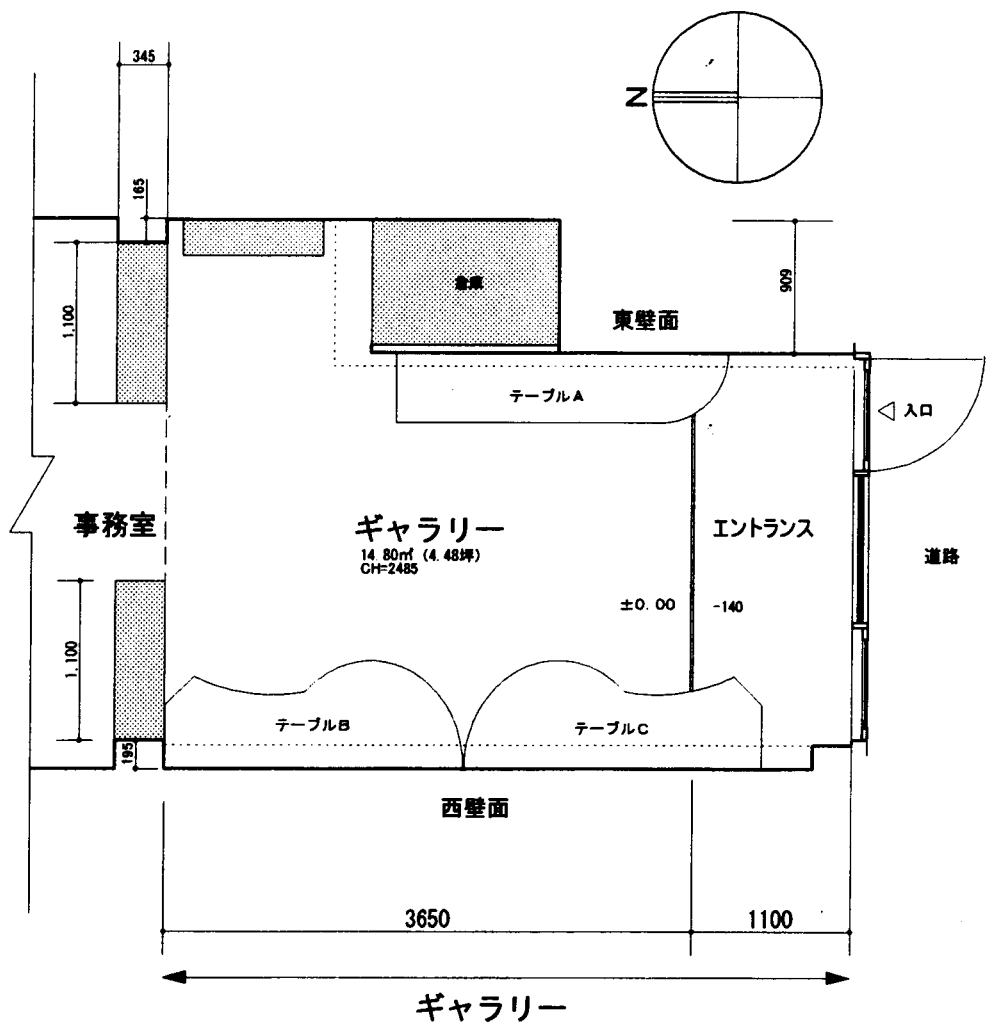 345
N
165
倉庫
909
東壁面
1,100
テーブルA
入口
事務室
ギャラリー
14.80㎡ (4.48坪)
CH=2485
エントランス
道路
±0.00
-140
1,100
テーブルB
テーブルC
195
西壁面
3650
1100
ギャラリー